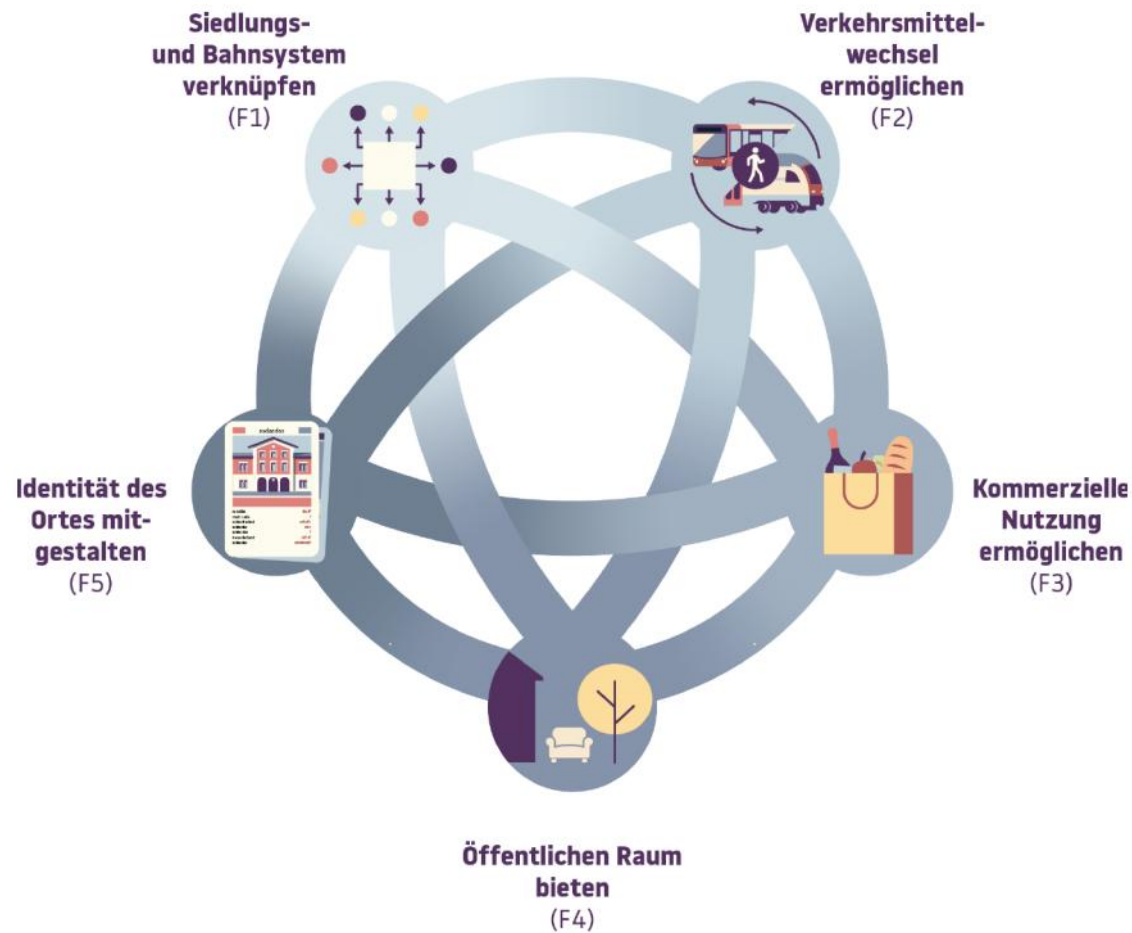 Siedlungs-
und Bahnsystem
verknüpfen
(F1)
Verkehrsmittel-
wechsel
ermöglichen
(F2)
Identität des
Ortes mit-
gestalten
(F5)
Kommerzielle
Nutzung
ermöglichen
(F3)
Öffentlichen Raum
bieten
(F4)